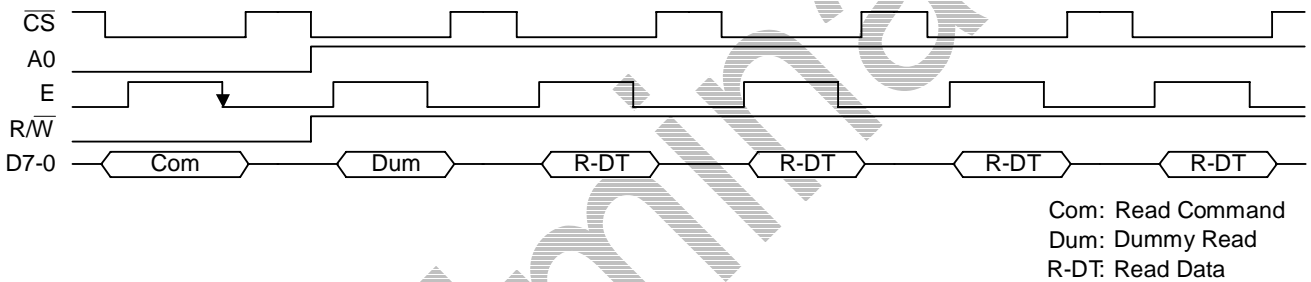 CS
A0
E
R/W
D7-0 Com Dum R-DT R-DT R-DT R-DT
Com: Read Command
Dum: Dummy Read
R-DT: Read Data